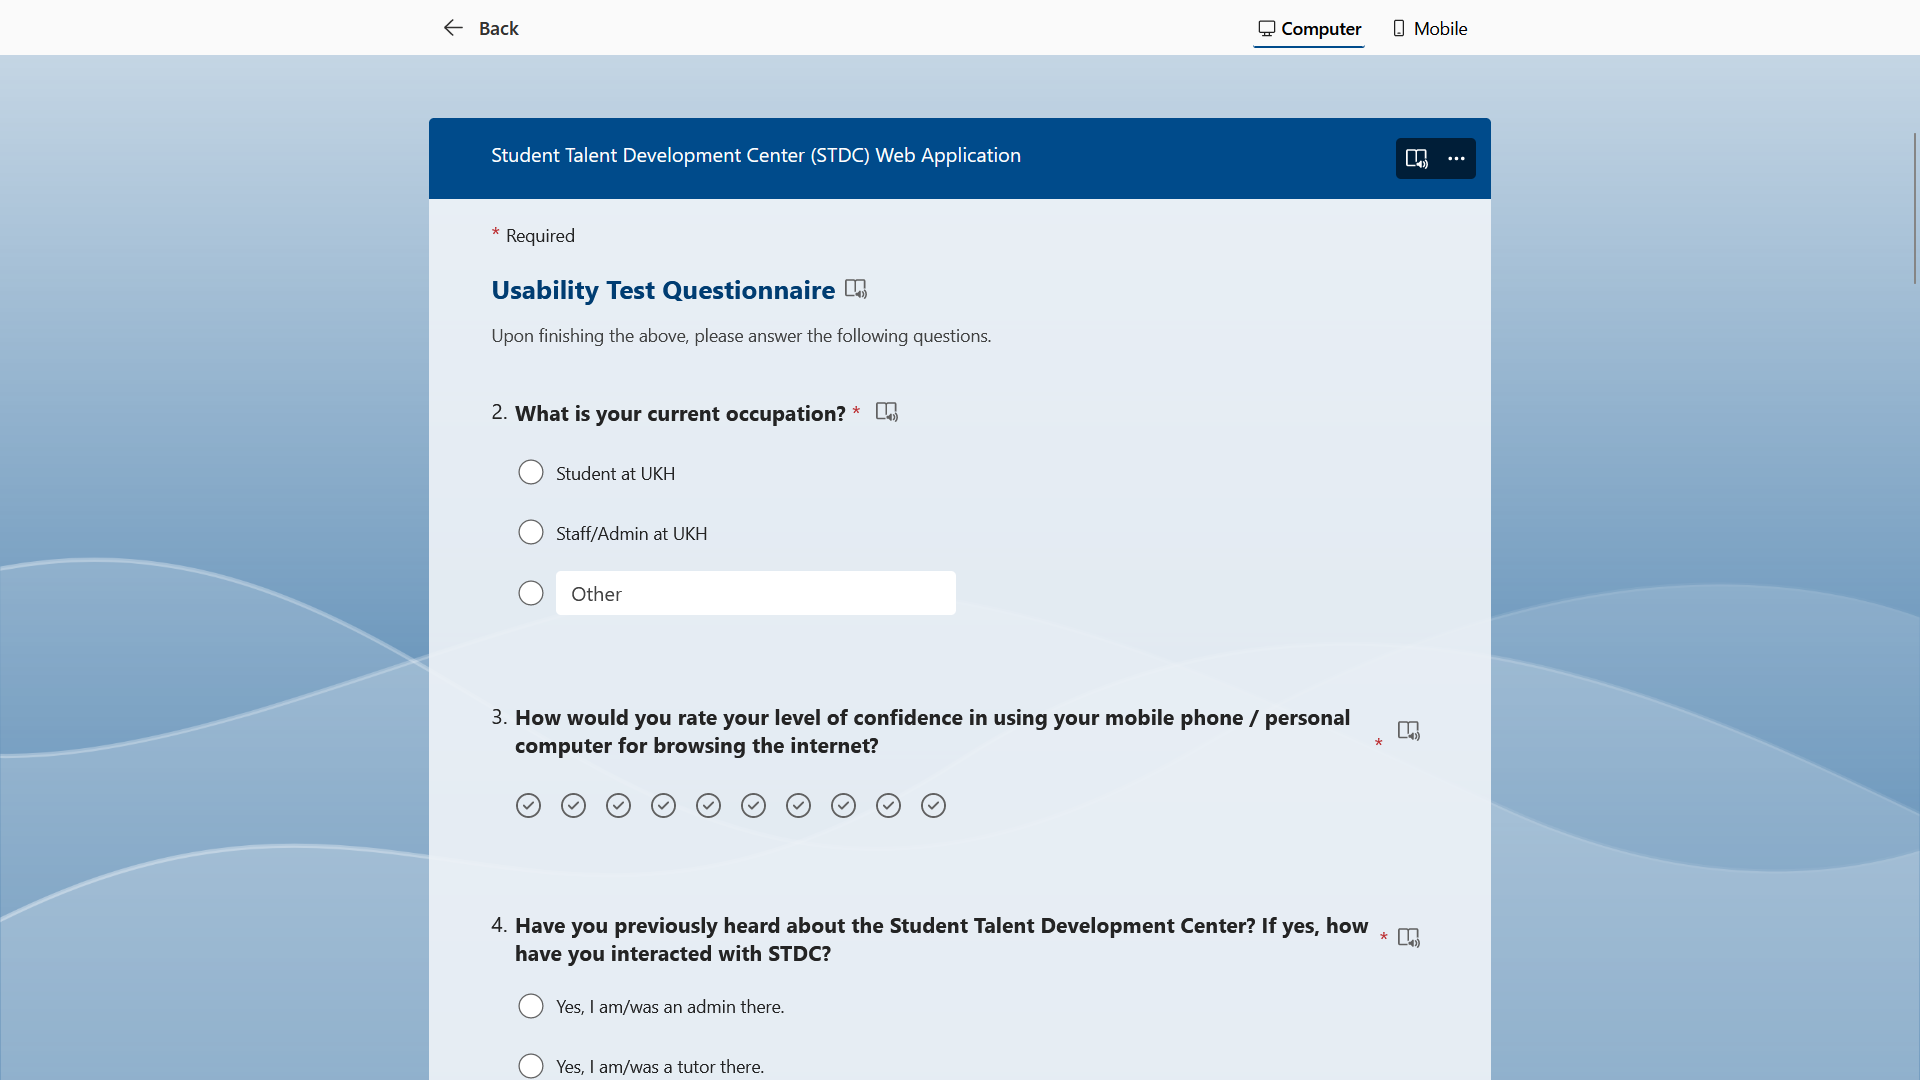 Back
Computer
Mobile
Student Talent Development Center (STDC) Web Application
* Required
Usability Test Questionnaire
Upon finishing the above, please answer the following questions.
2. What is your current occupation? *
Student at UKH
Staff/Admin at UKH
Other
3. How would you rate your level of confidence in using your mobile phone / personal
computer for browsing the internet? *
4. Have you previously heard about the Student Talent Development Center? If yes, how *
have you interacted with STDC?
Yes, I am/was an admin there.
Yes, I am/was a tutor there.